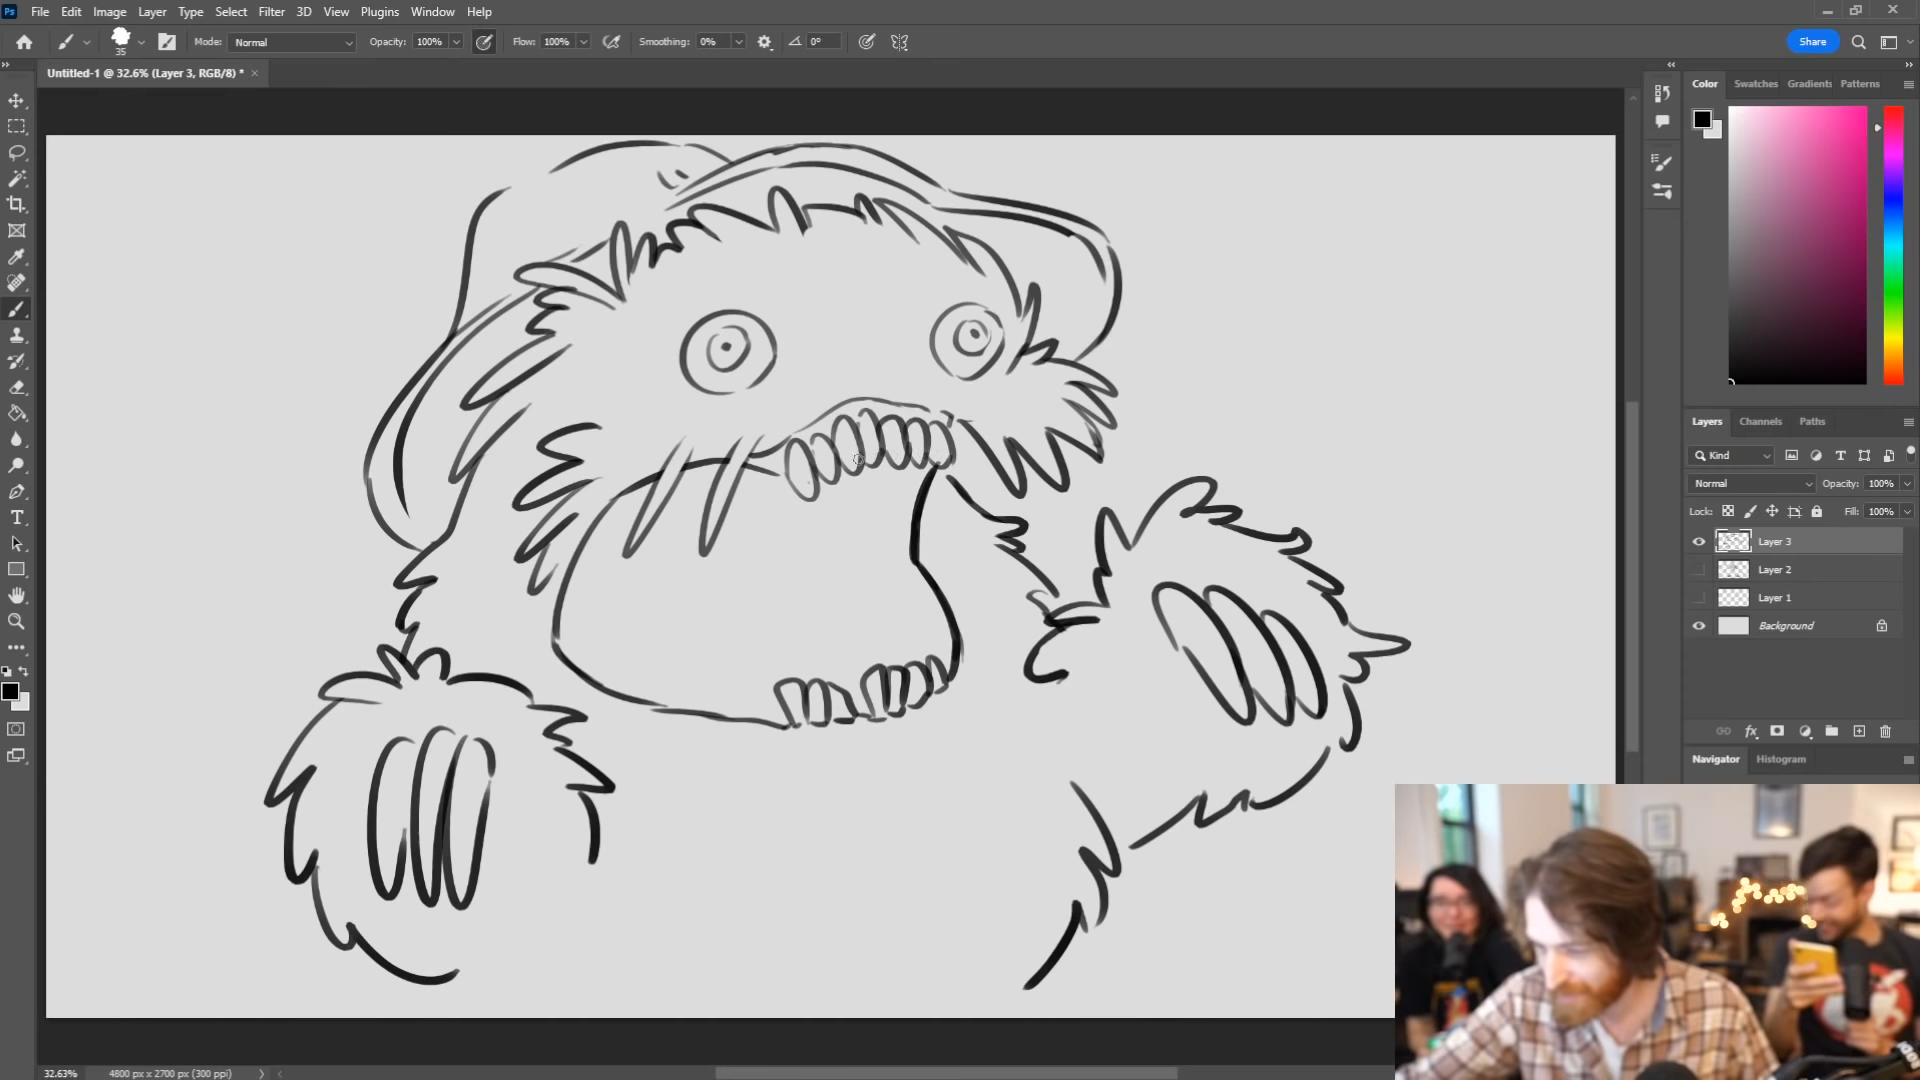 Ps File Edit Image Layer Type Select Filter 3D View Plugins Window Help
35 Mode: Normal Opacity: 100% Flow: 100% Smoothing: 0% 0° Share
Untitled-1 @ 32.6% (Layer 3, RGB/8) *
Color Swatches Gradients Patterns
Layers Channels Paths
Kind
Normal Opacity: 100%
Lock: Fill: 100%
Layer 3
Layer 2
Layer 1
Background
Navigator Histogram
32.63% 4800 px x 2700 px (300 ppi)